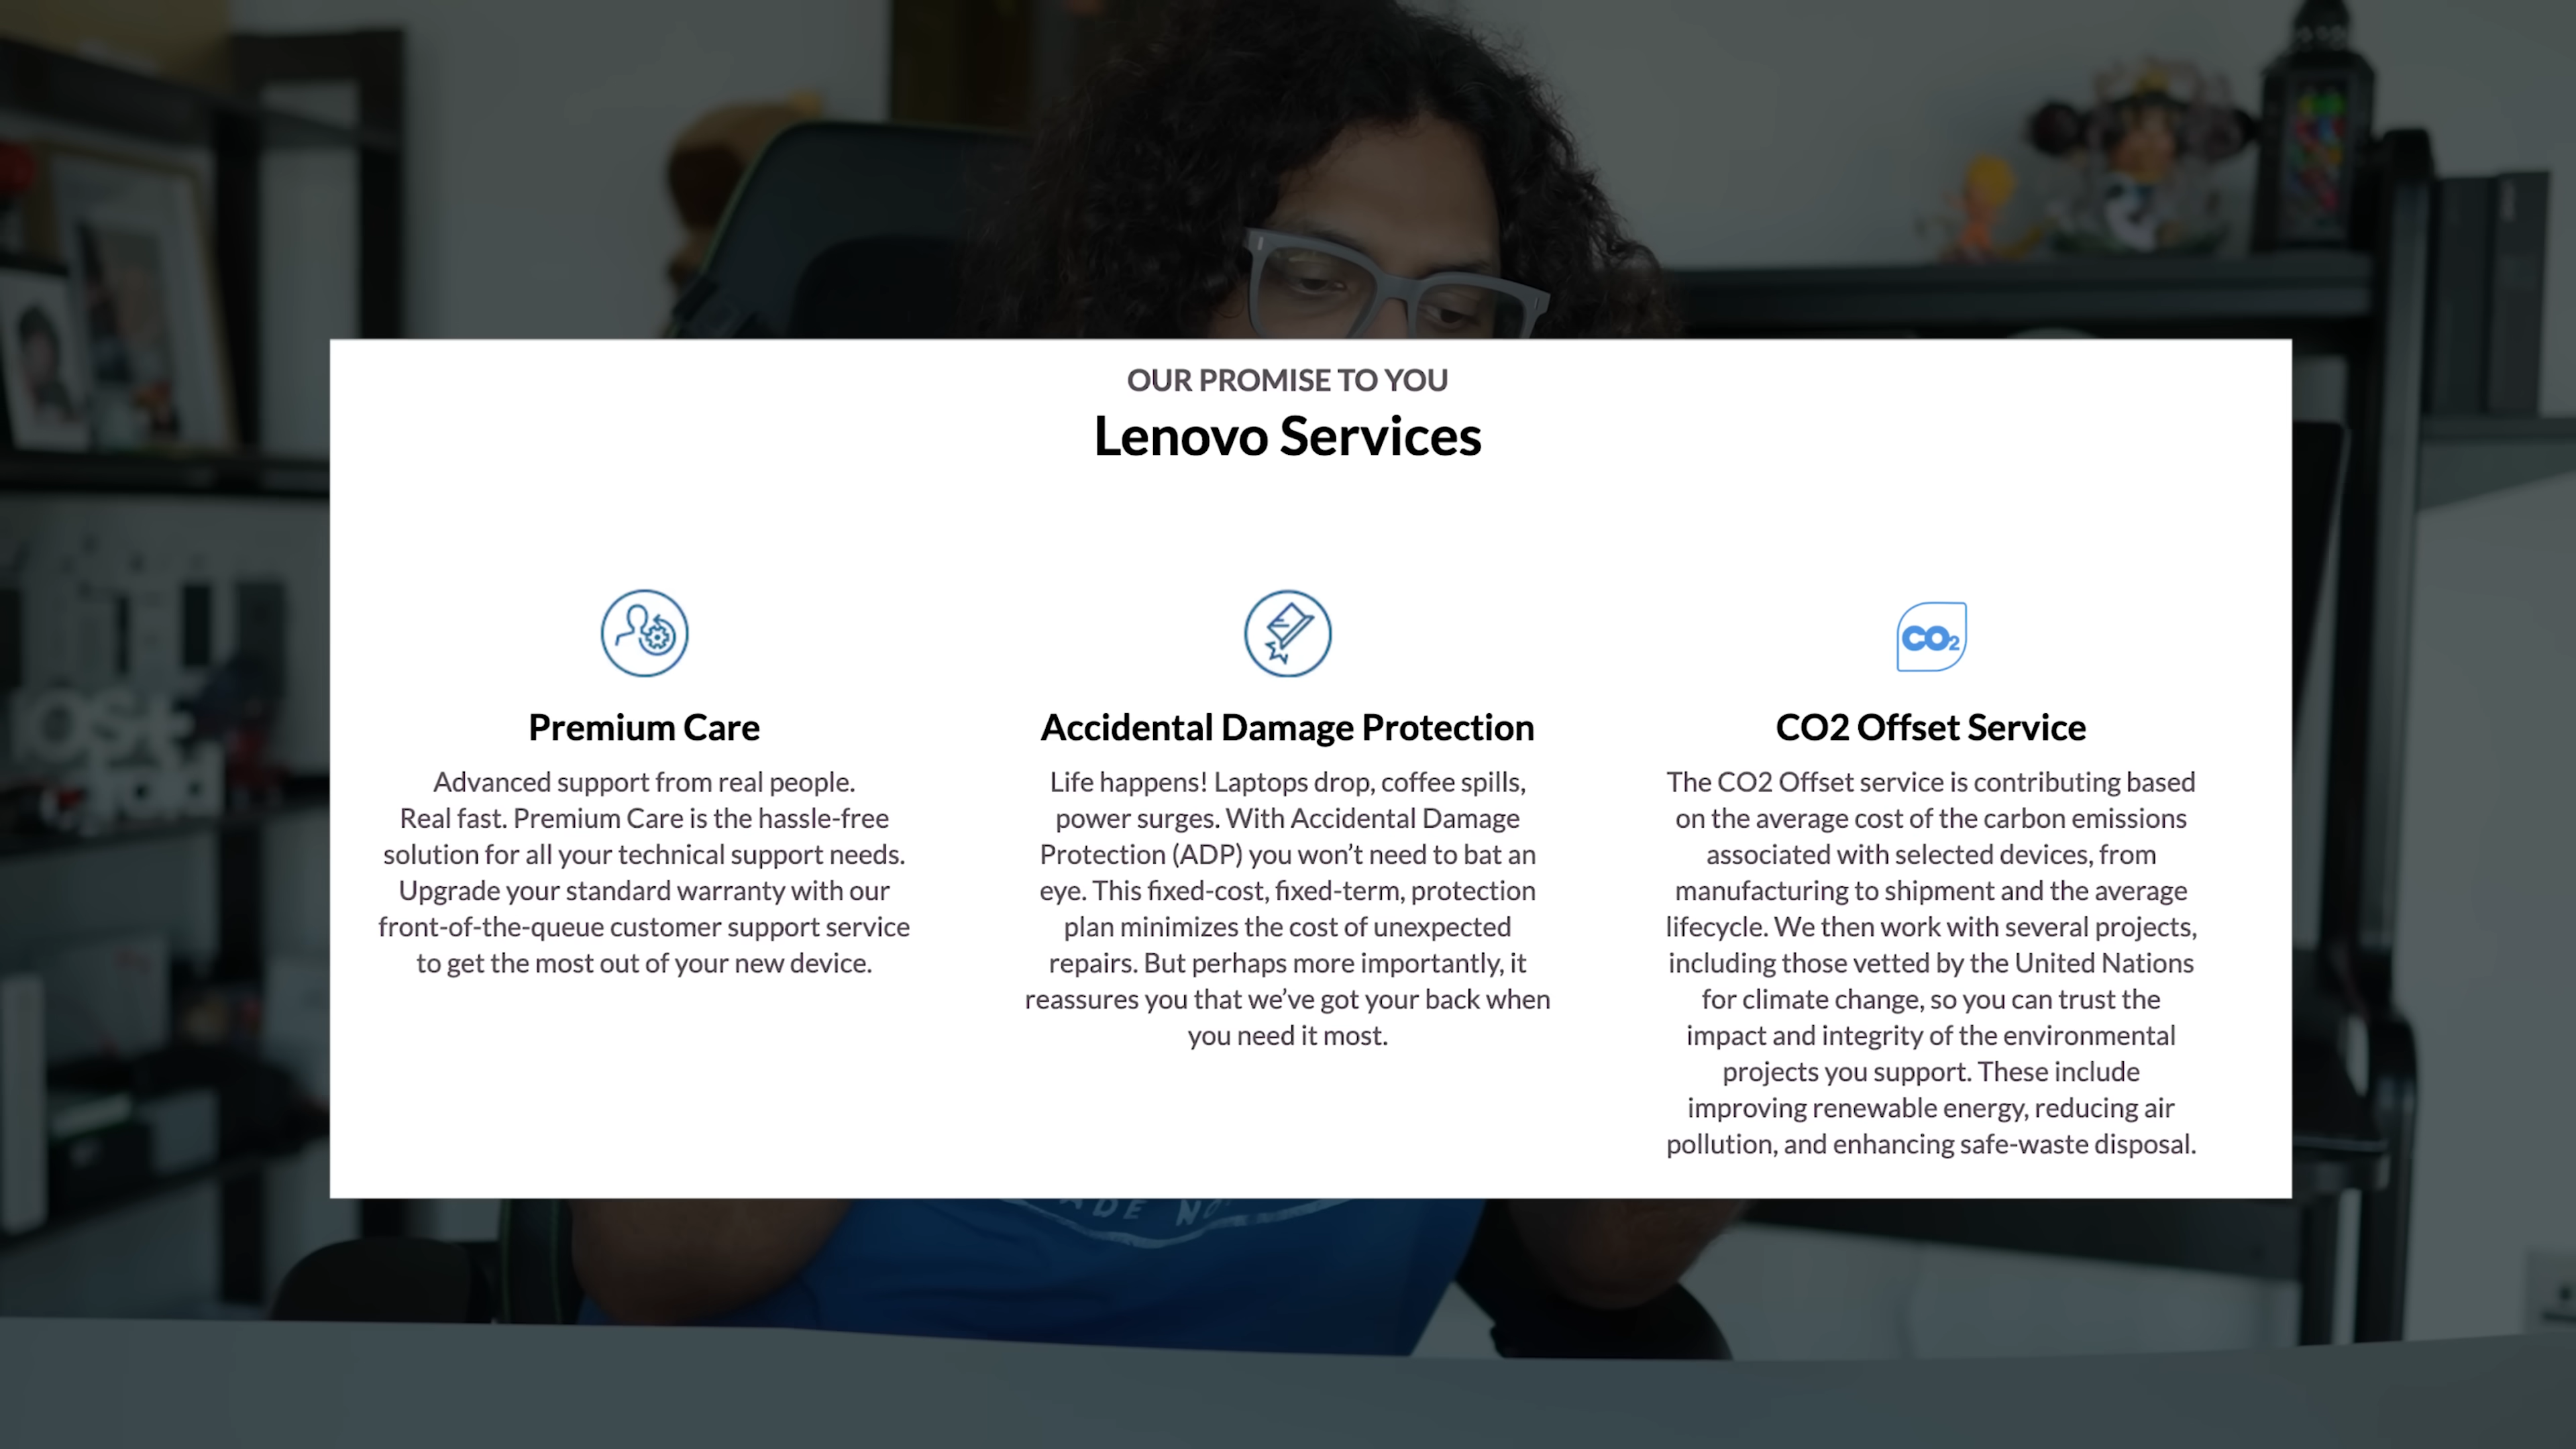 OUR PROMISE TO YOU
Lenovo Services
CO2
Premium Care
Advanced support from real people.
Real fast. Premium Care is the hassle-free
solution for all your technical support needs.
Upgrade your standard warranty with our
front-of-the-queue customer support service
to get the most out of your new device.
Accidental Damage Protection
Life happens! Laptops drop, coffee spills,
power surges. With Accidental Damage
Protection (ADP) you won’t need to bat an
eye. This fixed-cost, fixed-term, protection
plan minimizes the cost of unexpected
repairs. But perhaps more importantly, it
reassures you that we’ve got your back when
you need it most.
CO2 Offset Service
The CO2 Offset service is contributing based
on the average cost of the carbon emissions
associated with selected devices, from
manufacturing to shipment and the average
lifecycle. We then work with several projects,
including those vetted by the United Nations
for climate change, so you can trust the
impact and integrity of the environmental
projects you support. These include
improving renewable energy, reducing air
pollution, and enhancing safe-waste disposal.